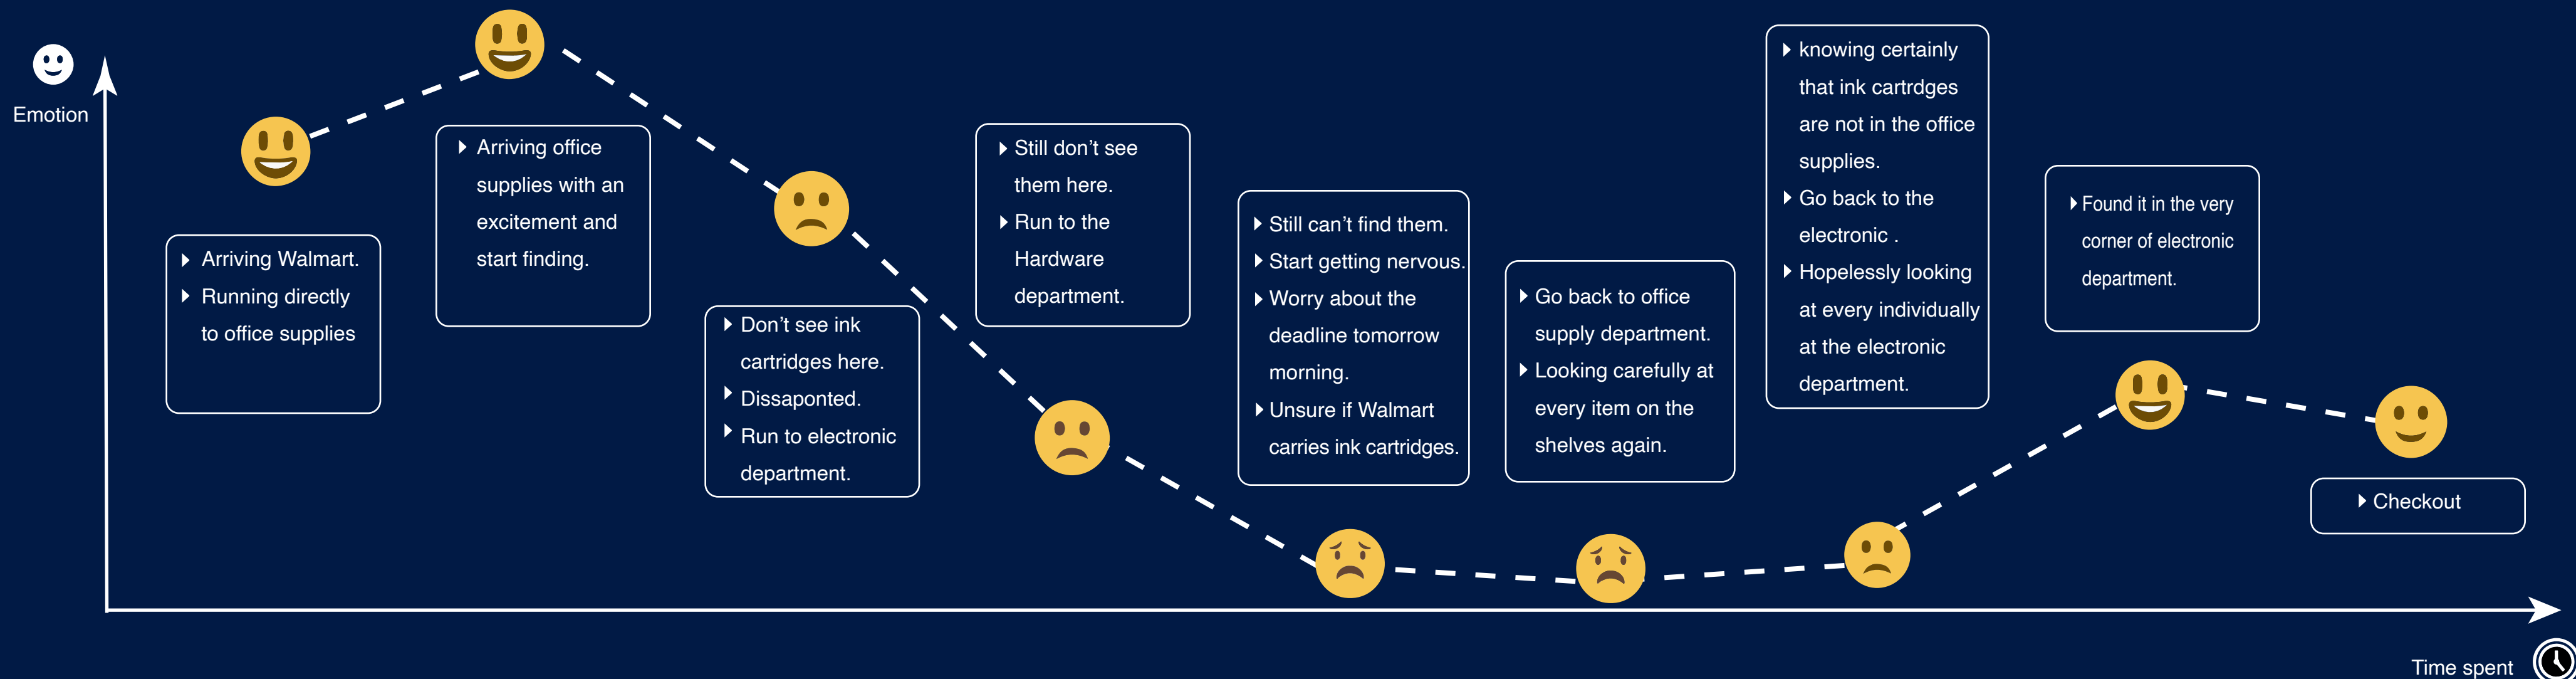 Emotion
Arriving Walmart.
Running directly
to office supplies
Arriving office
supplies with an
excitement and
start finding.
Don't see ink
cartridges here.
Dissaponted.
Run to electronic
department.
Still don't see
them here.
Run to the
Hardware
department.
Still can't find them.
Start getting nervous.
Worry about the
deadline tomorrow
morning.
Unsure if Walmart
carries ink cartridges.
Go back to office
supply department.
Looking carefully at
every item on the
shelves again.
knowing certainly
that ink cartrdges
are not in the office
supplies.
Go back to the
electronic .
Hopelessly looking
at every individually
at the electronic
department.
Found it in the very
corner of electronic
department.
Checkout
Time spent